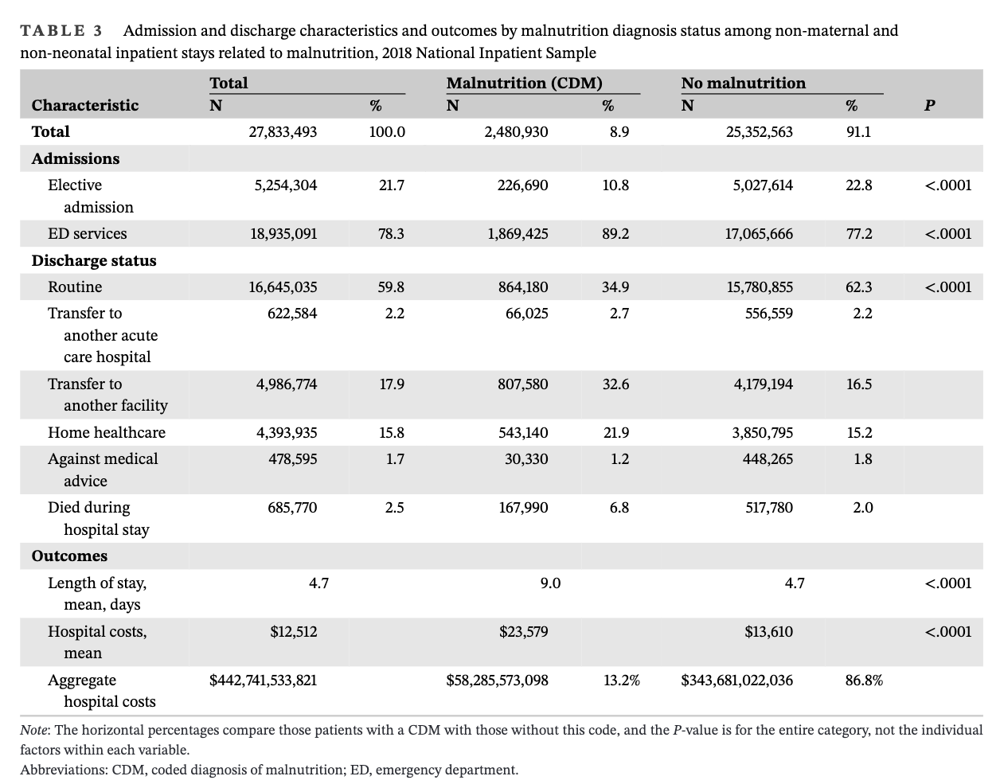 TABLE 3 Admission and discharge characteristics and outcomes by malnutrition diagnosis status among non-maternal and
non-neonatal inpatient stays related to malnutrition, 2018 National Inpatient Sample
Total Malnutrition (CDM) No malnutrition
Characteristic N % N % N % P
Total 27,833,493 100.0 2,480,930 8.9 25,352,563 91.1
Admissions
Elective 5,254,304 21.7 226,690 10.8 5,027,614 22.8 <.0001
admission
ED services 18,935,091 78.3 1,869,425 89.2 17,065,666 77.2 <.0001
Discharge status
Routine 16,645,035 59.8 864,180 34.9 15,780,855 62.3 <.0001
Transfer to 622,584 2.2 66,025 2.7 556,559 2.2
another acute
care hospital
Transfer to 4,986,774 17.9 807,580 32.6 4,179,194 16.5
another facility
Home healthcare 4,393,935 15.8 543,140 21.9 3,850,795 15.2
Against medical 478,595 1.7 30,330 1.2 448,265 1.8
advice
Died during 685,770 2.5 167,990 6.8 517,780 2.0
hospital stay
Outcomes
Length of stay, 4.7 9.0 4.7 <.0001
mean, days
Hospital costs, $12,512 $23,579 $13,610 <.0001
mean
Aggregate $442,741,533,821 $58,285,573,098 13.2% $343,681,022,036 86.8%
hospital costs
Note: The horizontal percentages compare those patients with a CDM with those without this code, and the P-value is for the entire category, not the individual
factors within each variable.
Abbreviations: CDM, coded diagnosis of malnutrition; ED, emergency department.